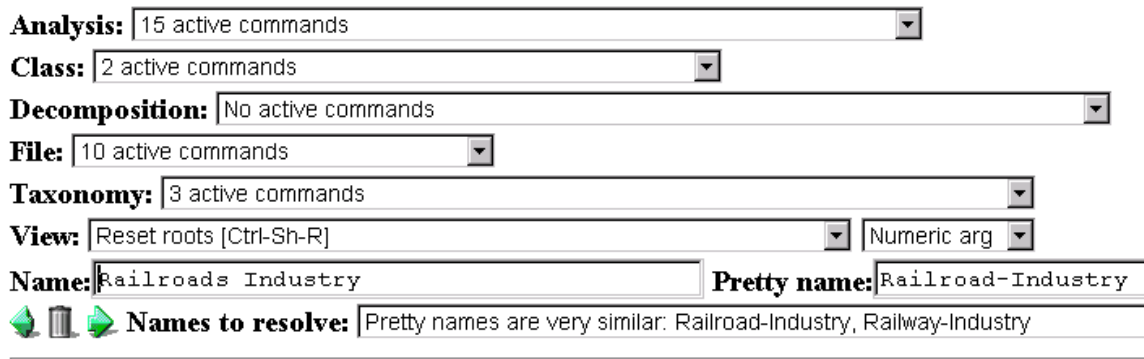 Analysis: 15 active commands
Class: 2 active commands
Decomposition: No active commands
File: 10 active commands
Taxonomy: 3 active commands
View: Reset roots [Ctrl-Sh-R] Numeric arg
Name: Railroads Industry Pretty name: Railroad-Industry
Names to resolve: Pretty names are very similar: Railroad-Industry, Railway-Industry